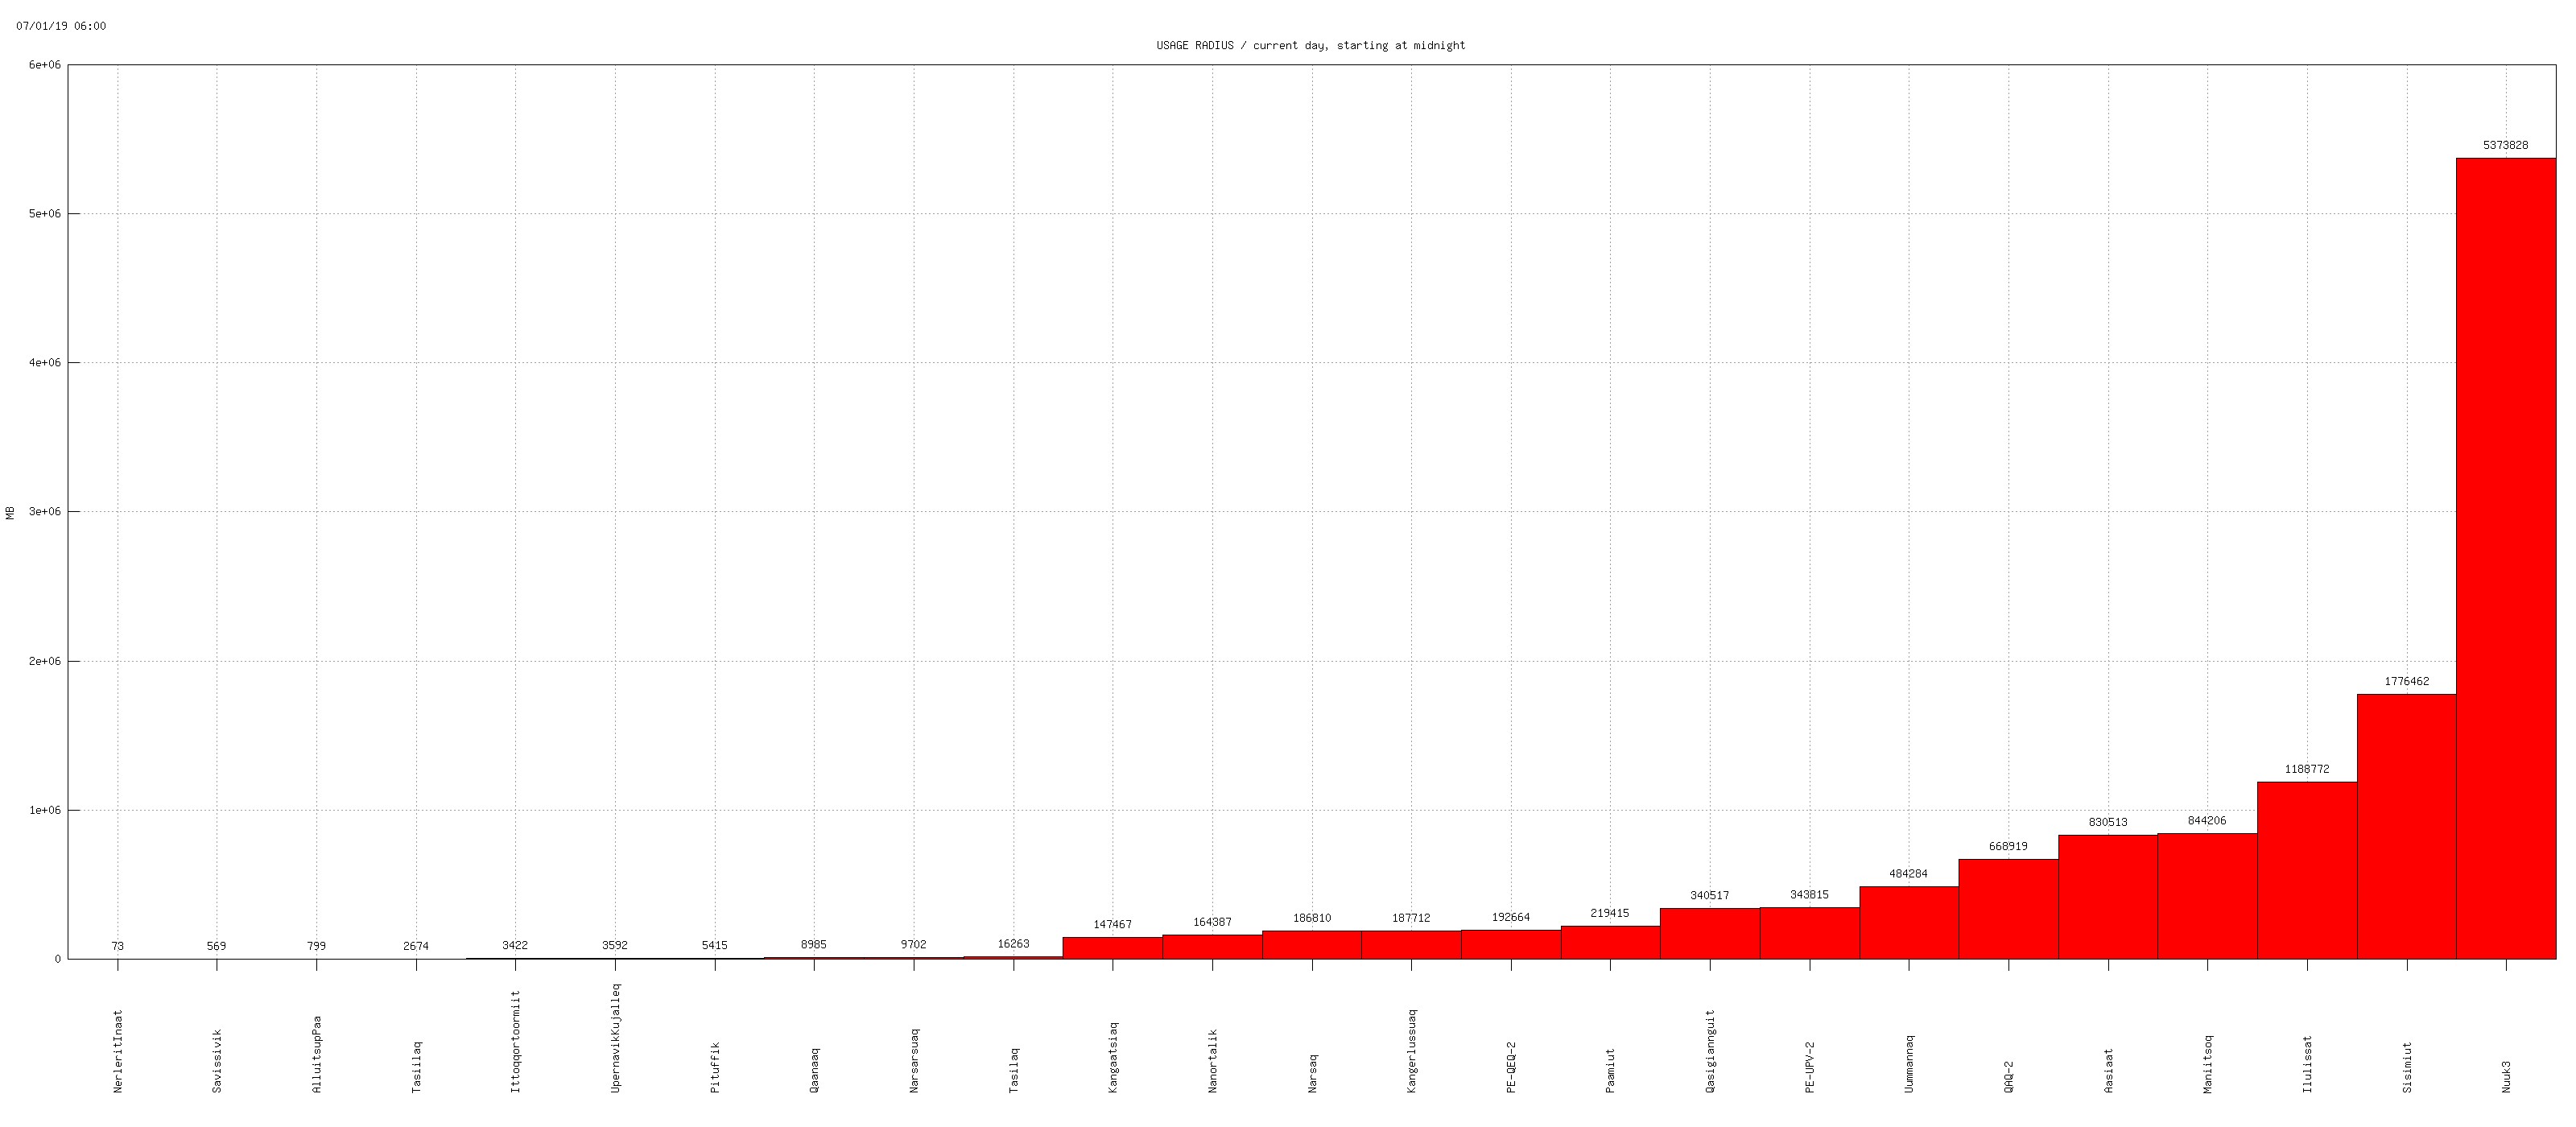 07/01/19 06:00
USAGE RADIUS / current day, starting at midnight
6e+06
5e+06
4e+06
3e+06
2e+06
1e+06
0
MB
73
569
799
2674
3422
3592
5415
8985
9702
16263
147467
164387
186810
187712
192664
219415
340517
343815
484284
668919
830513
844206
1188772
1776462
5373828
NerleritInaat
Savissivik
AlluitsupPaa
Tasiilaq
Ittoqqortoormiit
UpernavikKujalleq
Pituffik
Qaanaaq
Narsarsuaq
Tasilaq
Kangaatsiaq
Nanortalik
Narsaq
Kangerlussuaq
PE-QEQ-2
Paamiut
Qasigiannguit
PE-UPV-2
Uummannaq
QAQ-2
Aasiaat
Maniitsoq
Ilulissat
Sisimiut
Nuuk3